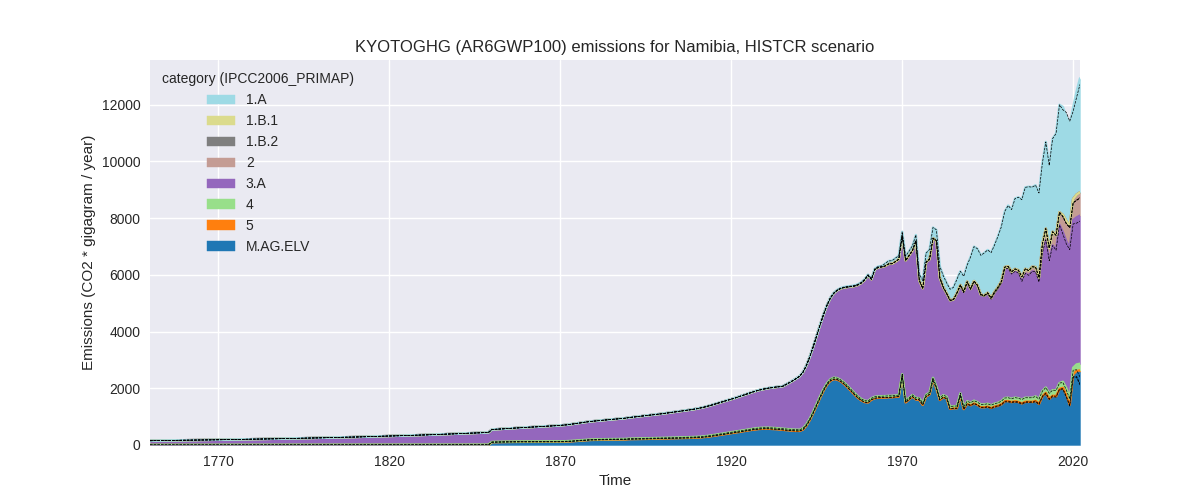 KYOTOGHG (AR6GWP100) emissions for Namibia, HISTCR scenario
category (IPCC2006_PRIMAP)
1.A
1.B.1
1.B.2
2
3.A
4
5
M.AG.ELV
Emissions (CO2 * gigagram / year)
12000
10000
8000
6000
4000
2000
0
1770
1820
1870
1920
1970
2020
Time